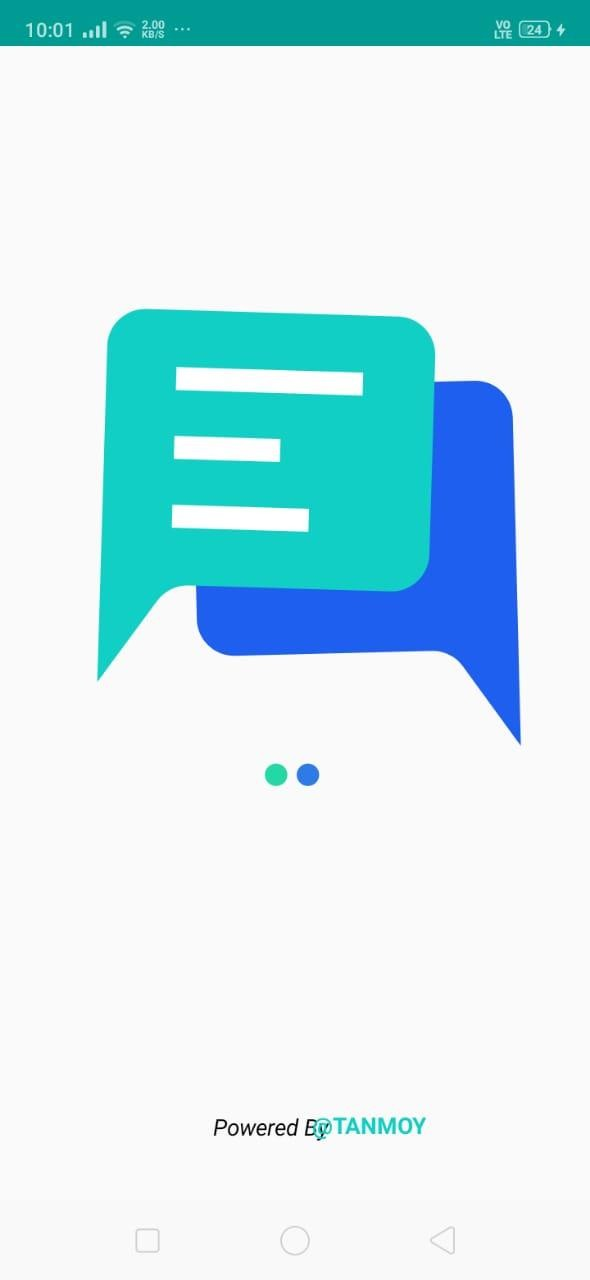 10:01 2.00 KB/S ... VO LTE 24
Powered By @TANMOY